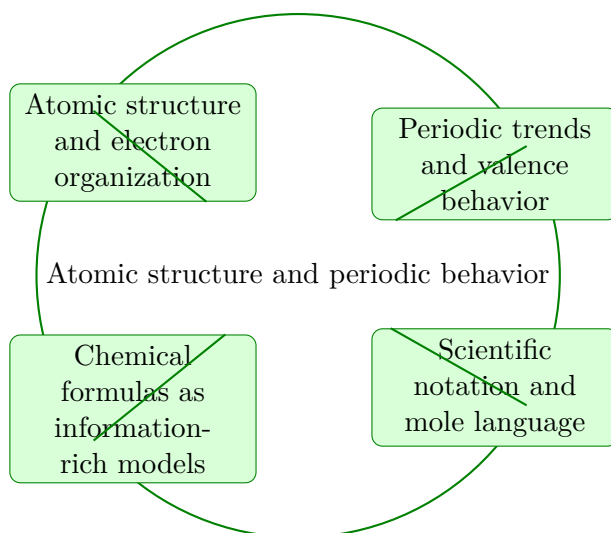 Atomic structure
and electron
organization
Periodic trends
and valence
behavior
Atomic structure and periodic behavior
Chemical
formulas as
information-
rich models
Scientific
notation and
mole language